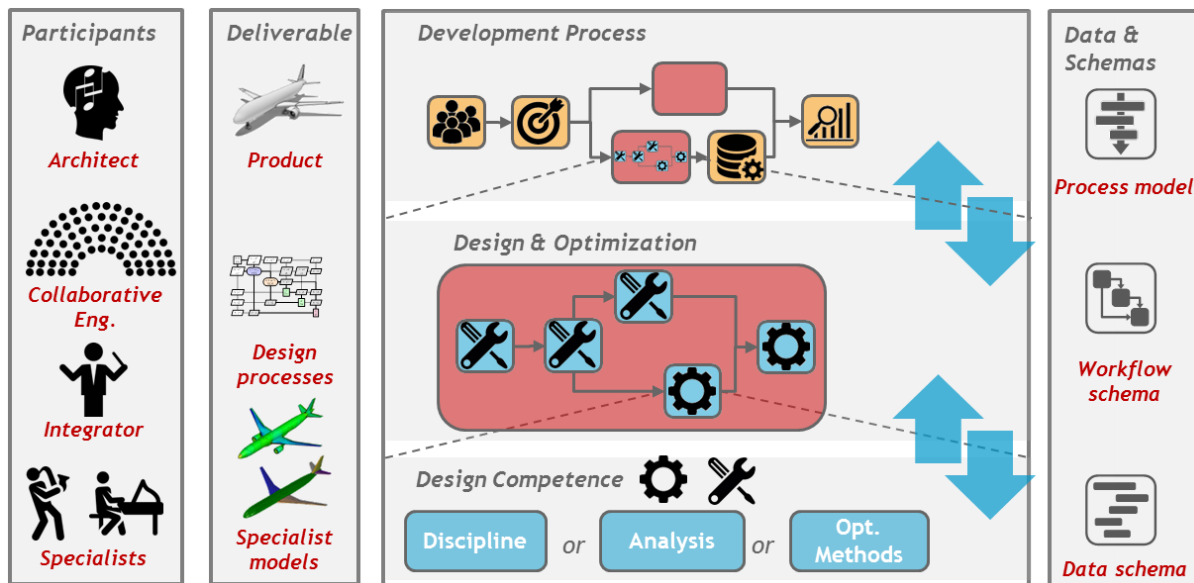 Participants
Architect
Collaborative
Eng.
Integrator
Specialists
Deliverable
Product
Design
processes
Specialist
models
Development Process
Design & Optimization
Design Competence
Discipline
or
Analysis
or
Opt.
Methods
Data &
Schemas
Process model
Workflow
schema
Data schema